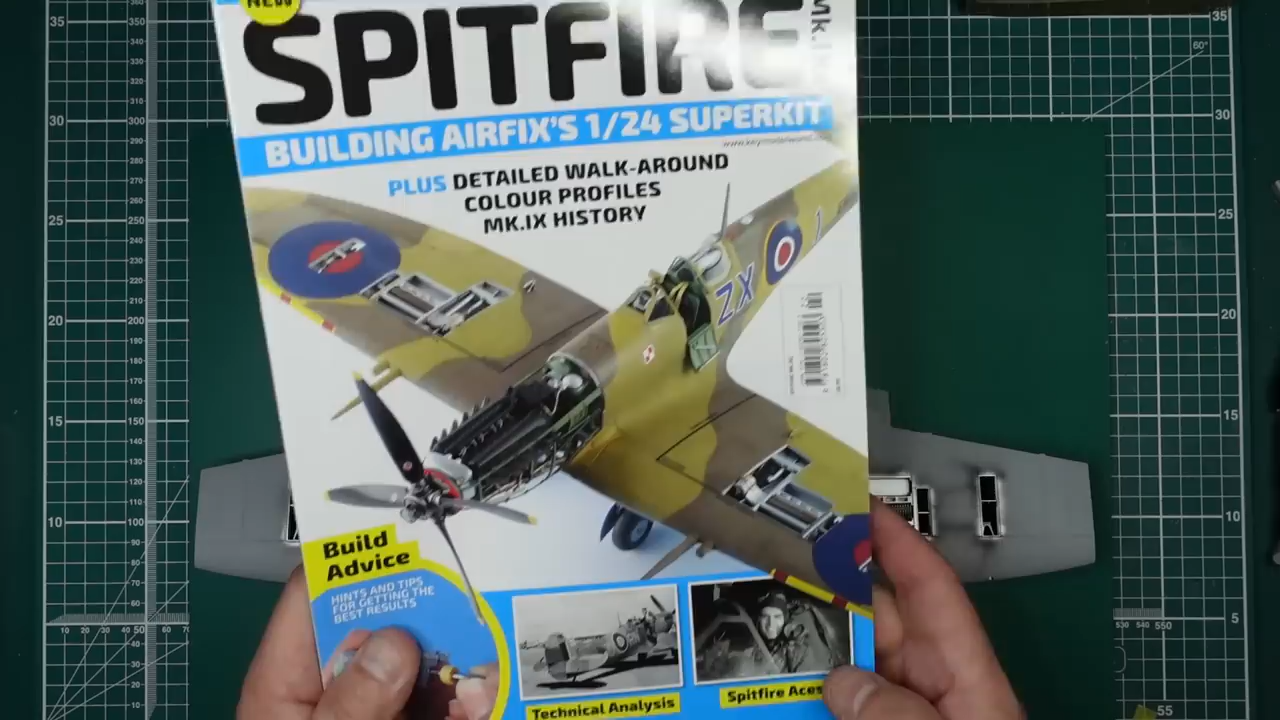 NEW
SPITFIRE
Mk.
BUILDING AIRFIX'S 1/24 SUPERKIT
PLUS DETAILED WALK-AROUND
COLOUR PROFILES
MK.IX HISTORY
ZX
Build
Advice
HINTS AND TIPS
FOR GETTING THE
BEST RESULTS
Technical Analysis
Spitfire Aces
35
30
25
20
15
10
35
60°
30
25
20
15
10
5
55